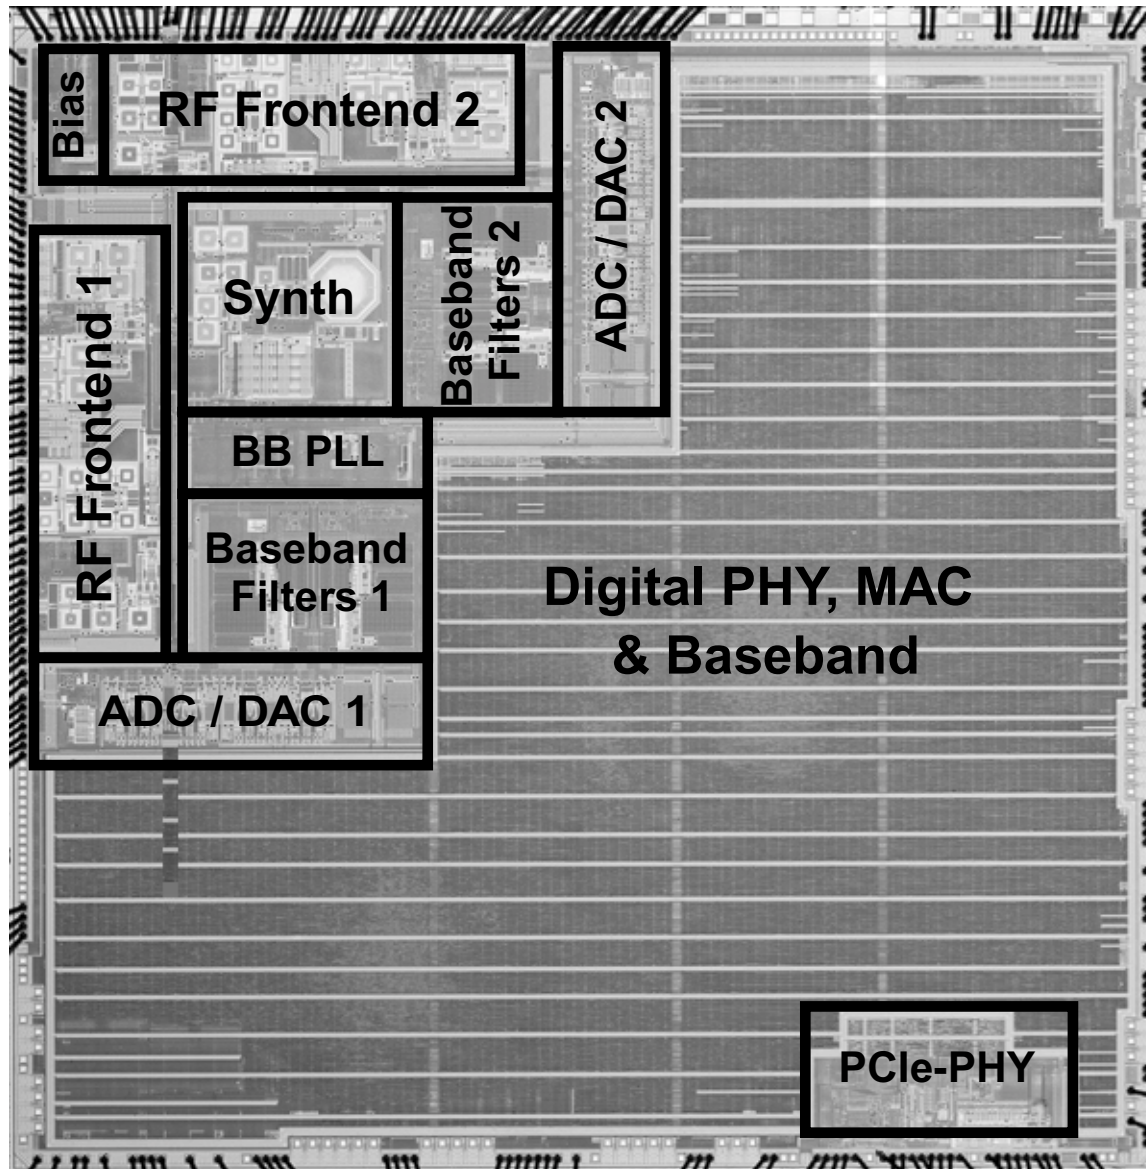 Bias
RF Frontend 2
ADC / DAC 2
RF Frontend 1
Synth
Baseband
Filters 2
BB PLL
Baseband
Filters 1
ADC / DAC 1
Digital PHY, MAC
& Baseband
PCIe-PHY